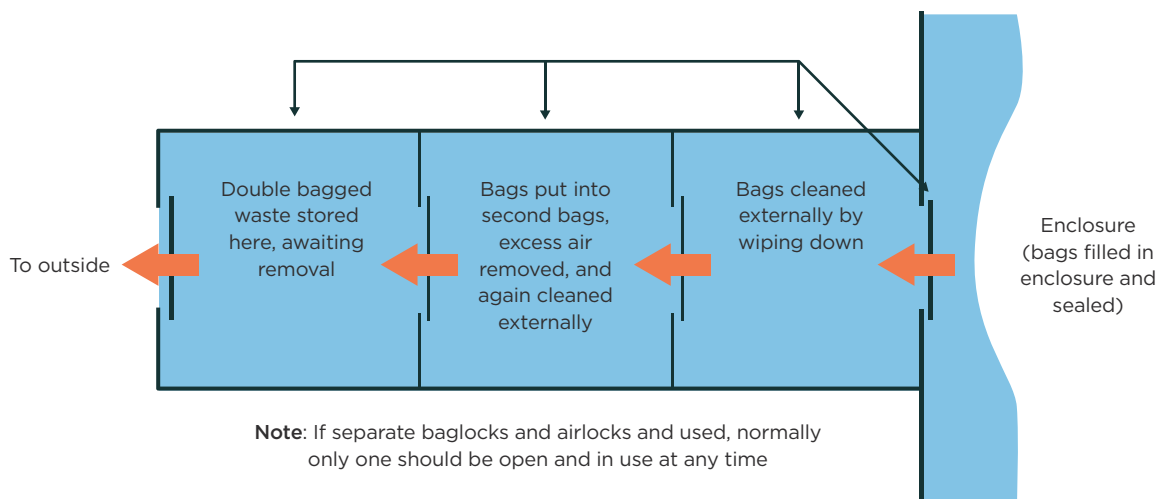 To outside
Double bagged
waste stored
here, awaiting
removal
Bags put into
second bags,
excess air
removed, and
again cleaned
externally
Bags cleaned
externally by
wiping down
Enclosure
(bags filled in
enclosure and
sealed)
Note: If separate baglocks and airlocks and used, normally
only one should be open and in use at any time